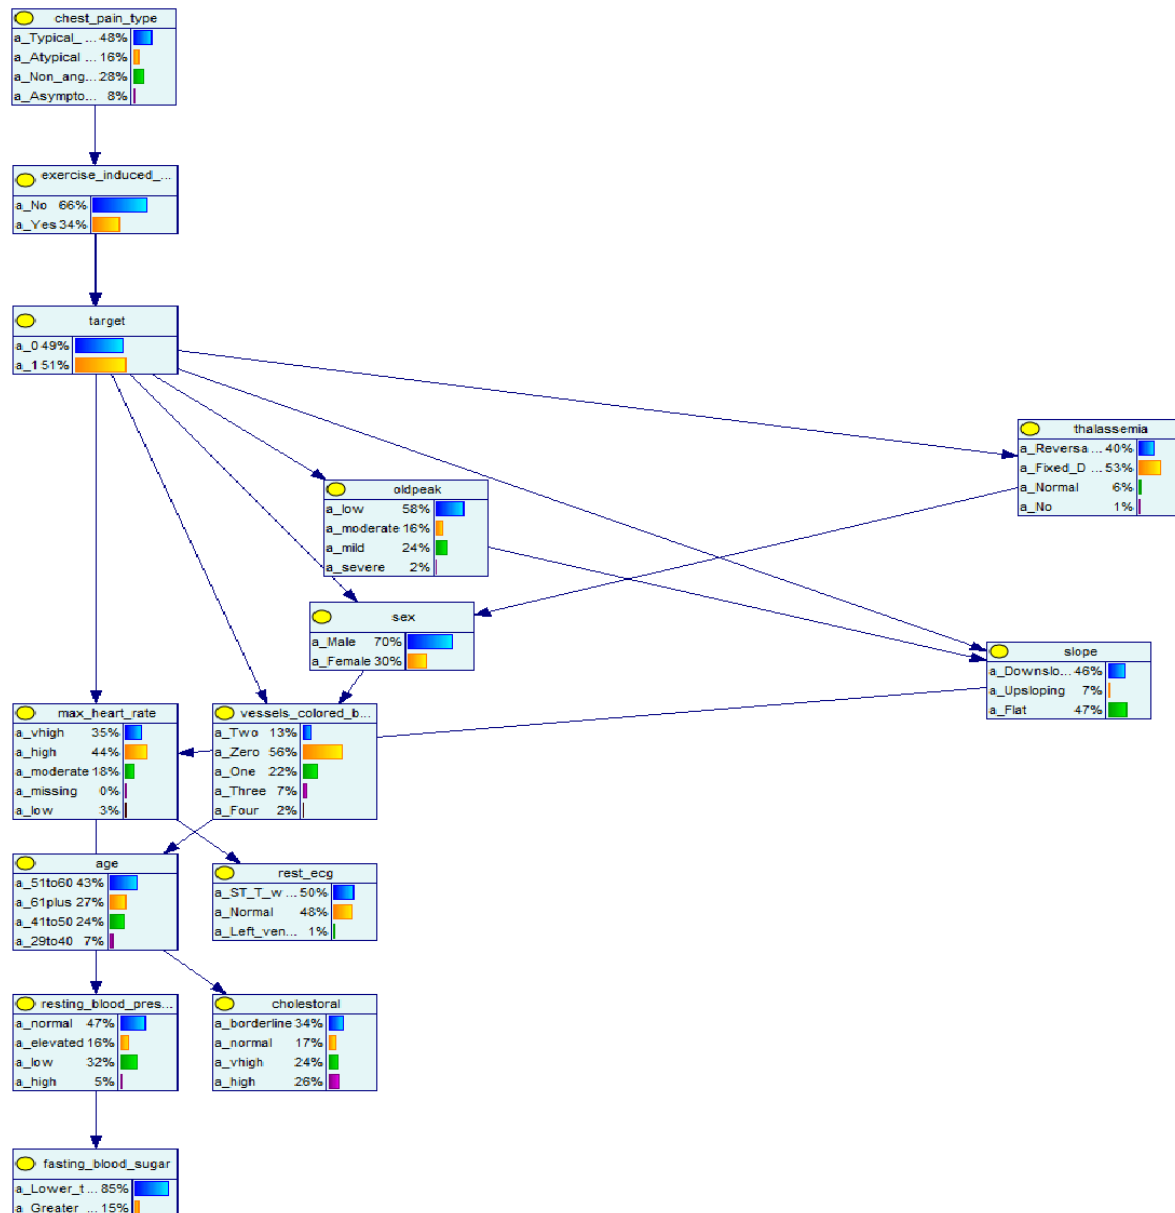 chest_pain_type
a_Typical_ ... 48%
a_Atypical ... 16%
a_Non_ang... 28%
a_Asympto... 8%
exercise_induced_...
a_No 66%
a_Yes 34%
target
a_0 49%
a_1 51%
thalassemia
a_Reversa ... 40%
a_Fixed_D ... 53%
a_Normal 6%
a_No 1%
oldpeak
a_low 58%
a_moderate 16%
a_mild 24%
a_severe 2%
sex
a_Male 70%
a_Female 30%
slope
a_Downslo... 46%
a_Upsloping 7%
a_Flat 47%
max_heart_rate
a_vhigh 35%
a_high 44%
a_moderate 18%
a_missing 0%
a_low 3%
vessels_colored_b...
a_Two 13%
a_Zero 56%
a_One 22%
a_Three 7%
a_Four 2%
age
a_51to60 43%
a_61plus 27%
a_41to50 24%
a_29to40 7%
rest_ecg
a_ST_T_w ... 50%
a_Normal 48%
a_Left_ven... 1%
resting_blood_pres...
a_normal 47%
a_elevated 16%
a_low 32%
a_high 5%
cholestoral
a_borderline 34%
a_normal 17%
a_vhigh 24%
a_high 26%
fasting_blood_sugar
a_Lower_t ... 85%
a_Greater_ ... 15%